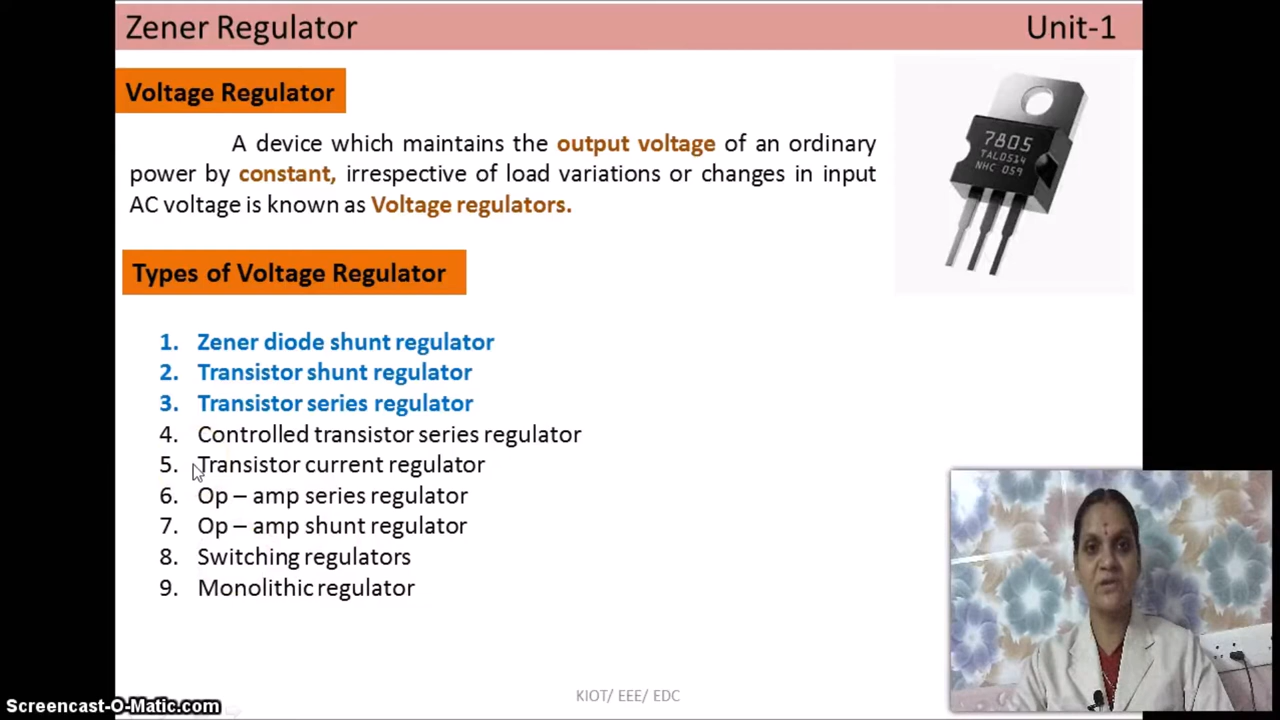 Zener Regulator
Unit-1
Voltage Regulator
A device which maintains the output voltage of an ordinary
power by constant, irrespective of load variations or changes in input
AC voltage is known as Voltage regulators.
7805
TAL0514
NHC 059
Types of Voltage Regulator
1. Zener diode shunt regulator
2. Transistor shunt regulator
3. Transistor series regulator
4. Controlled transistor series regulator
5. Transistor current regulator
6. Op – amp series regulator
7. Op – amp shunt regulator
8. Switching regulators
9. Monolithic regulator
KIOT/ EEE/ EDC
Screencast-O-Matic.com